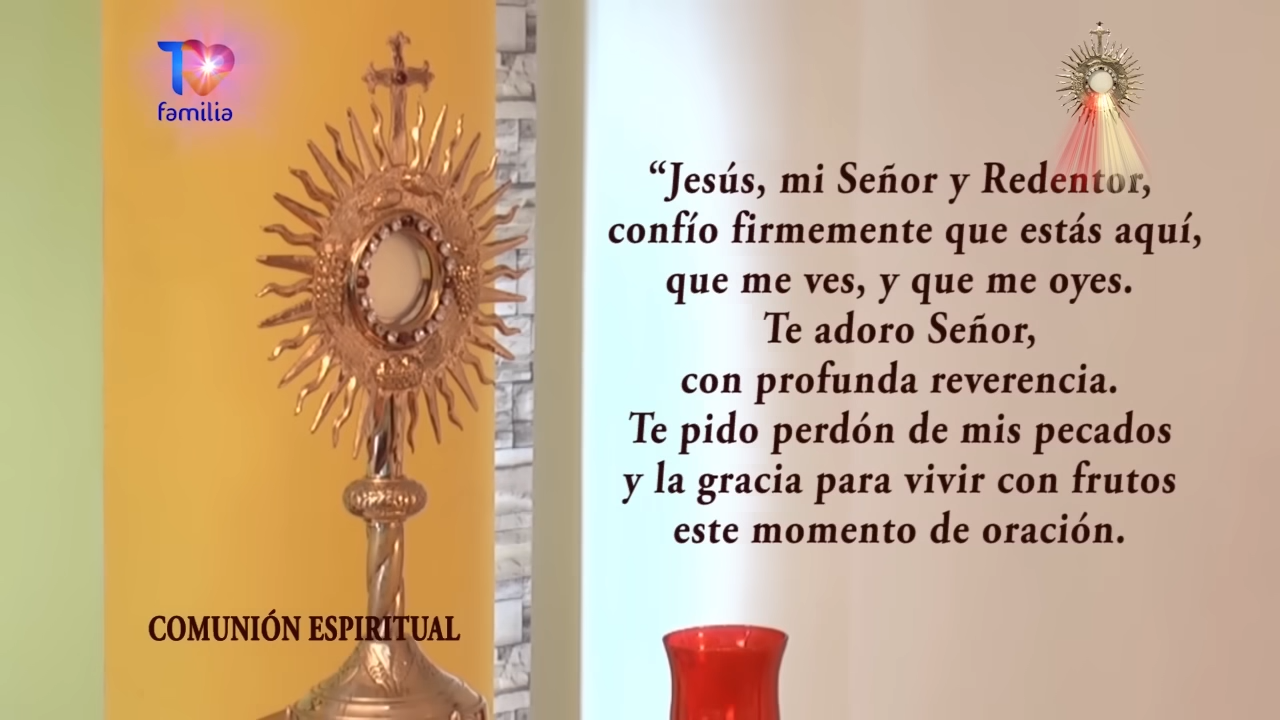 TV
familia
“Jesús, mi Señor y Redentor,
confío firmemente que estás aquí,
que me ves, y que me oyes.
Te adoro Señor,
con profunda reverencia.
Te pido perdón de mis pecados
y la gracia para vivir con frutos
este momento de oración.
COMUNIÓN ESPIRITUAL